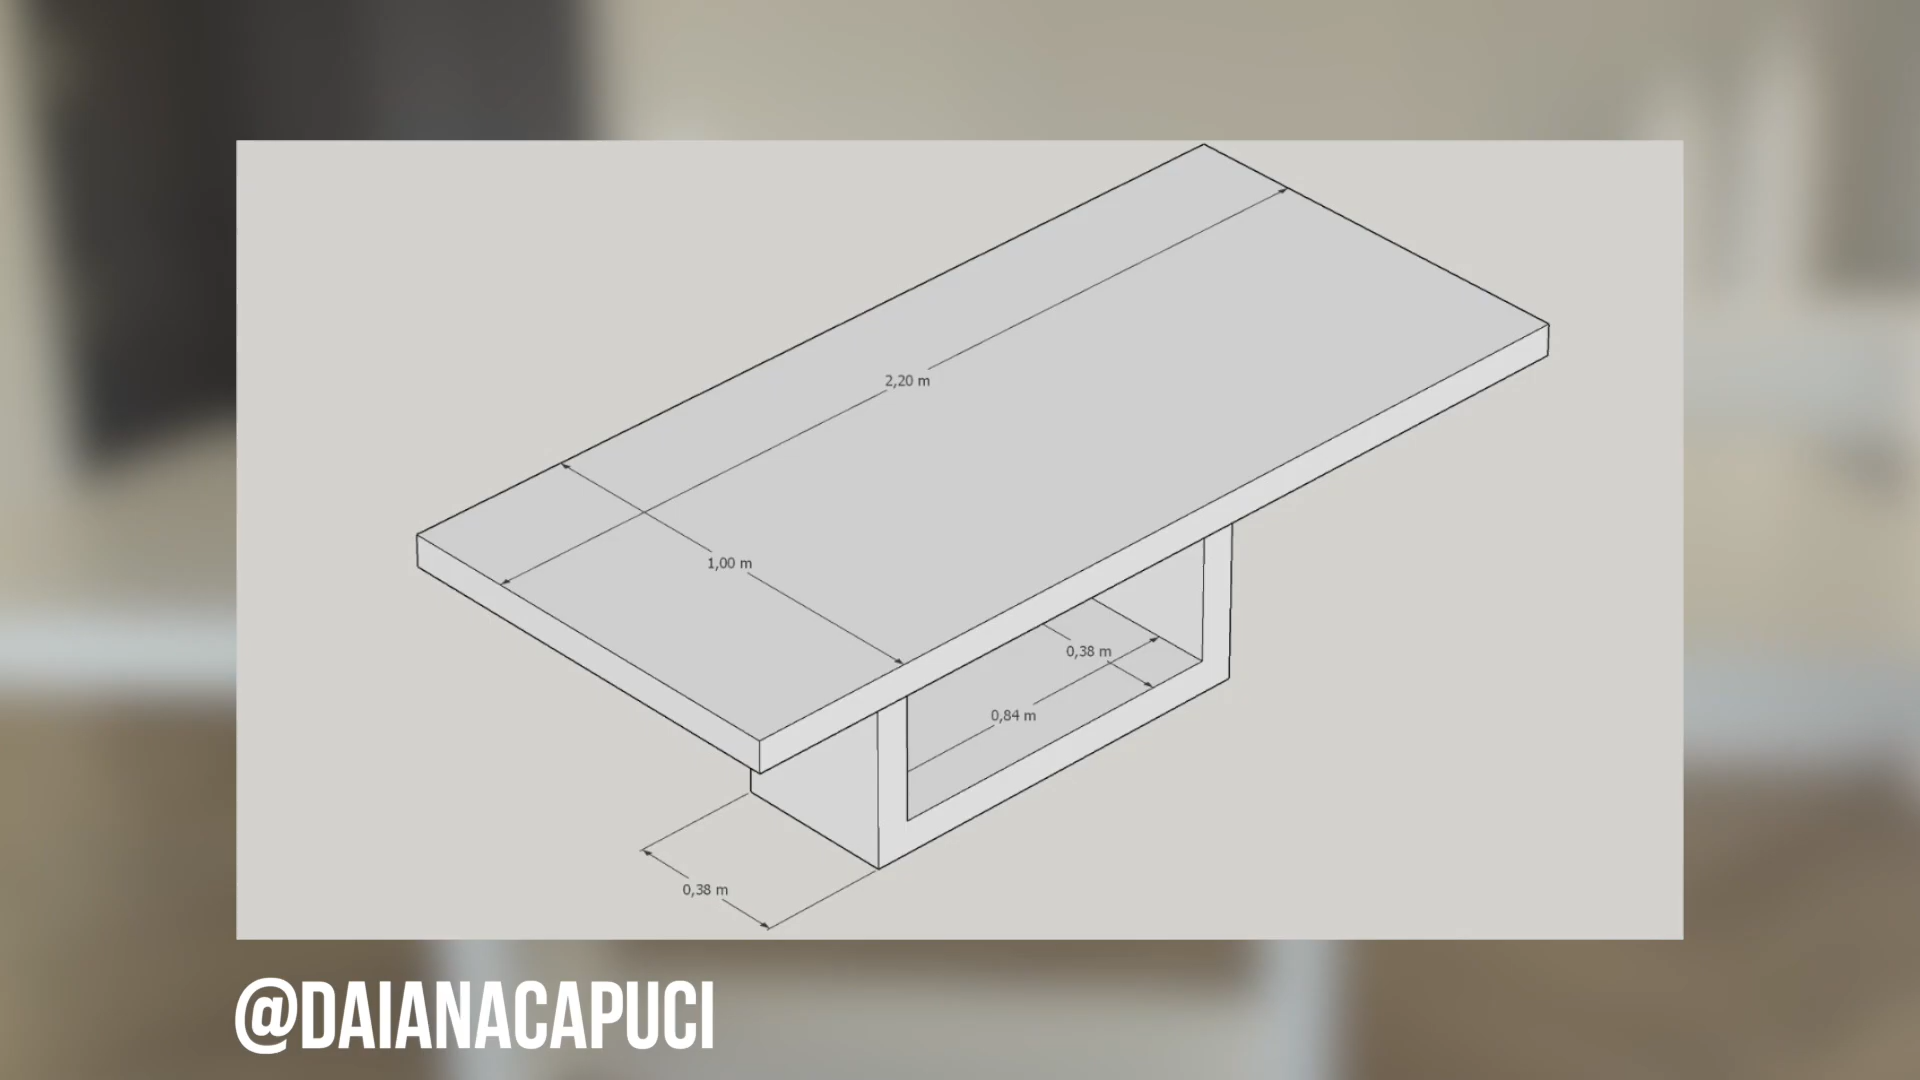 2,20 m
1,00 m
0,38 m
0,84 m
0,38 m
@DAIANACAPUCI